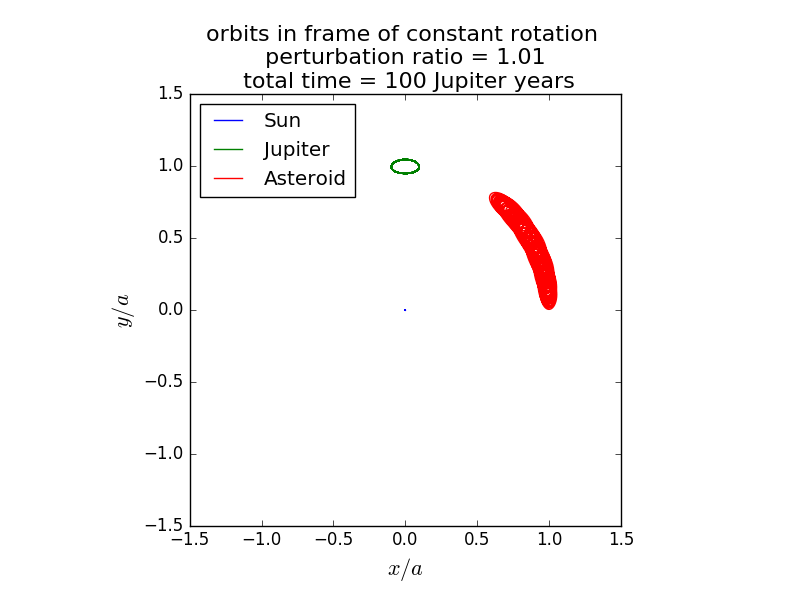 orbits in frame of constant rotation
perturbation ratio = 1.01
total time = 100 Jupiter years
Sun
Jupiter
Asteroid
1.5
1.0
0.5
0.0
−0.5
−1.0
−1.5
y/a
−1.5 −1.0 −0.5 0.0 0.5 1.0 1.5
x/a